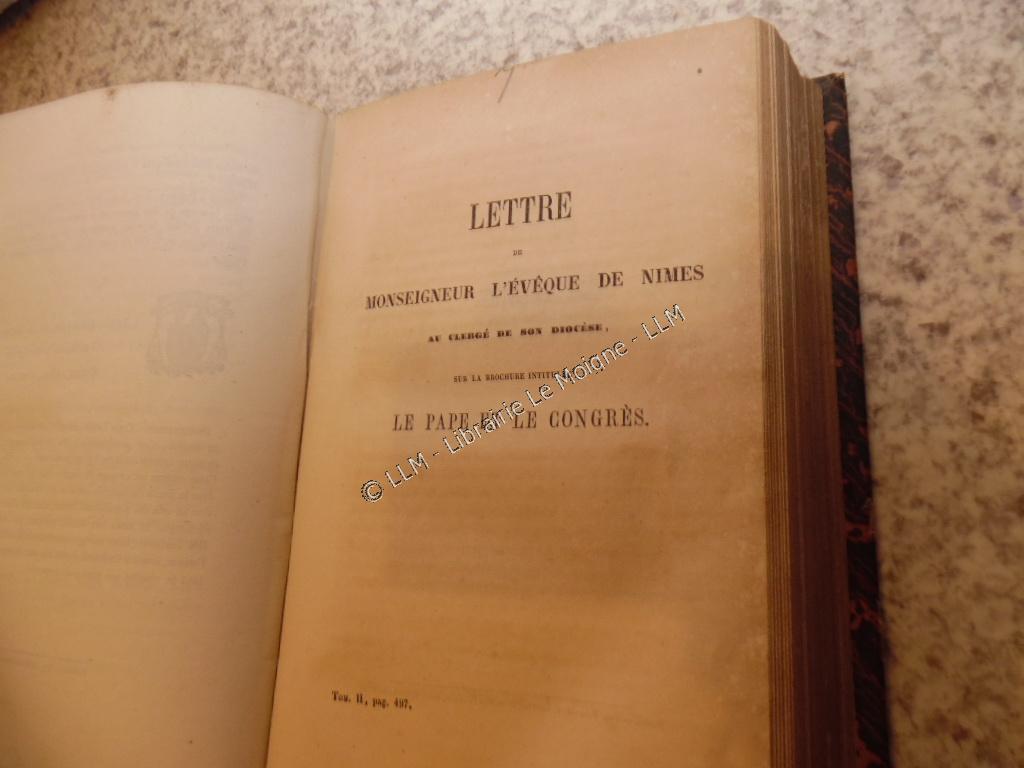 LETTRE
DE
MONSEIGNEUR L'ÉVÊQUE DE NIMES
AU CLERGÉ DE SON DIOCÈSE,
SUR LA BROCHURE
LE PAPE ET LE CONGRÈS.
© LLM - Librairie Le Moigne - LLM
Tom. II, pag. 497,